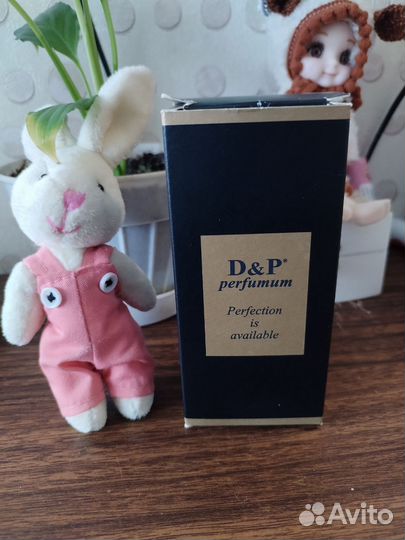 D&P®
perfumum
Perfection
is
available
Avito